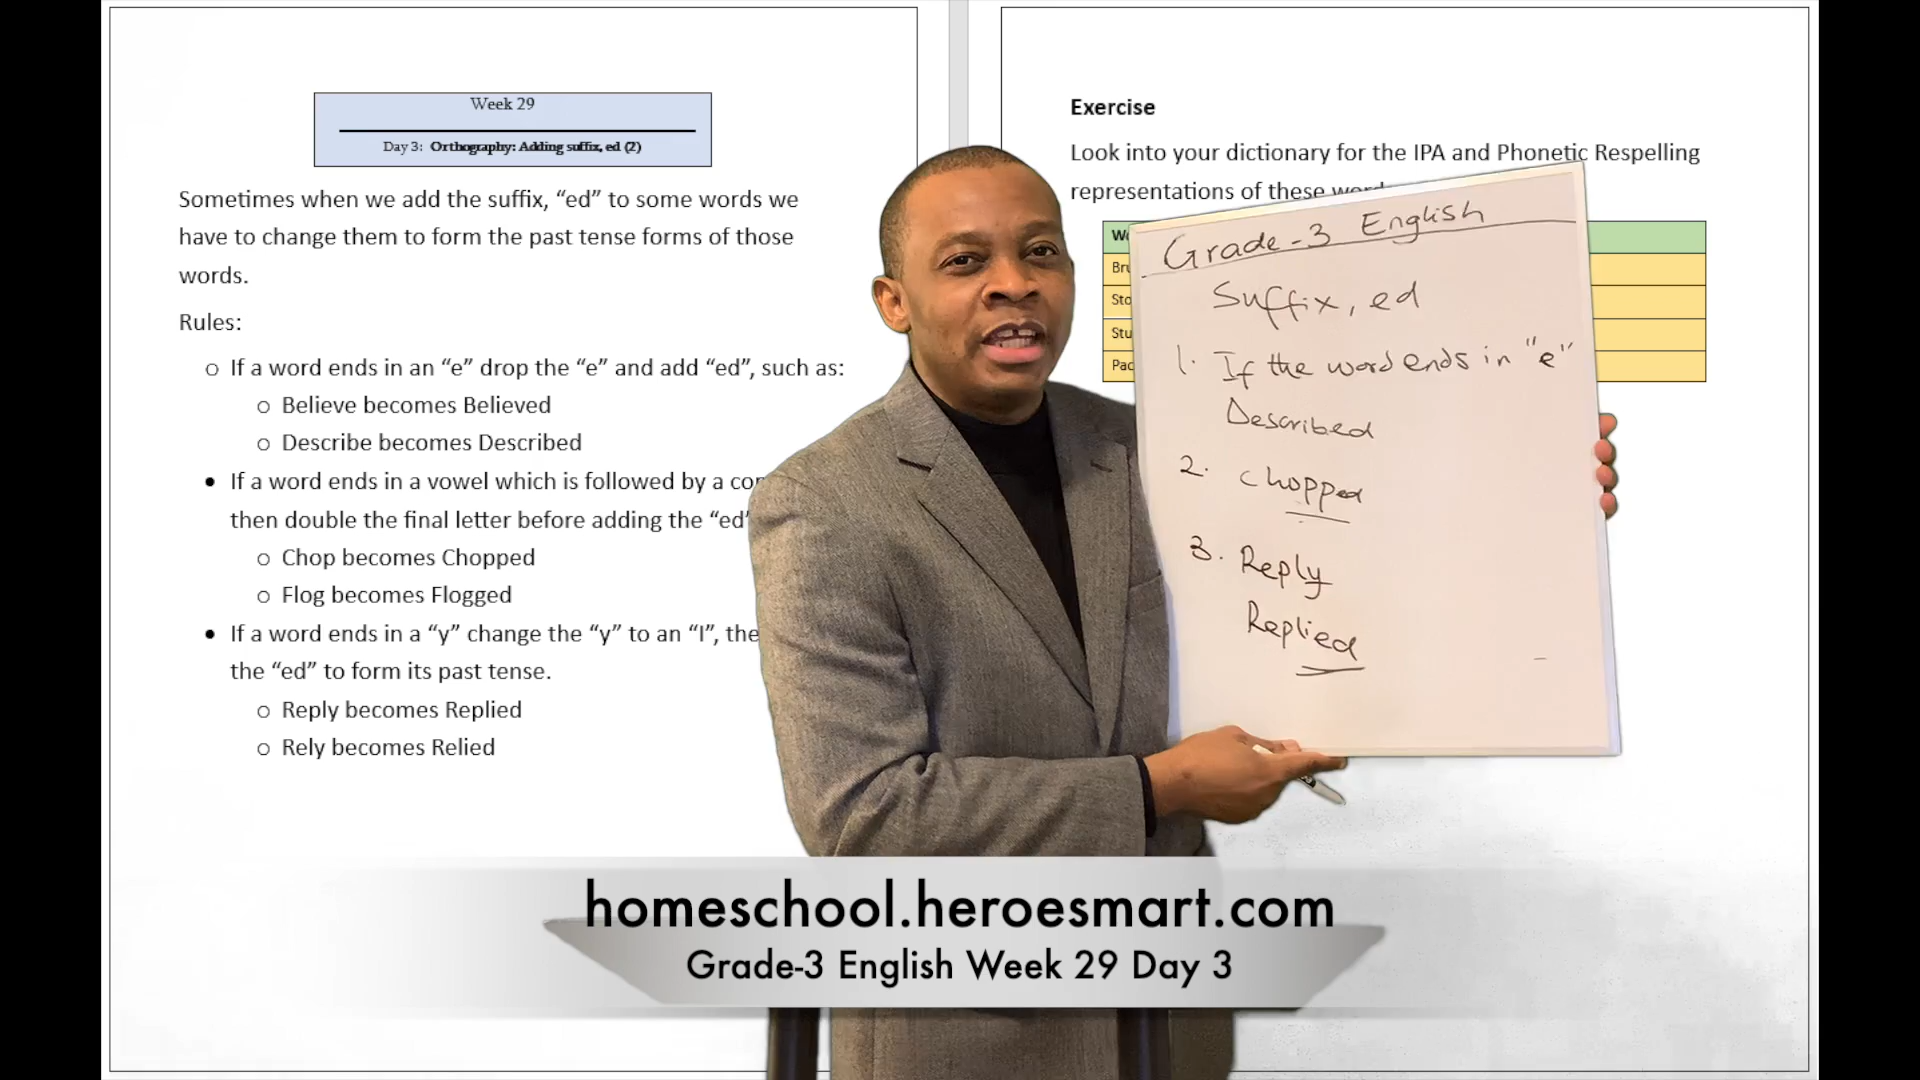 Week 29
Day 3: Orthography: Adding suffix, ed (2)
Sometimes when we add the suffix, “ed” to some words we
have to change them to form the past tense forms of those
words.
Rules:
If a word ends in an “e” drop the “e” and add “ed”, such as:
Believe becomes Believed
Describe becomes Described
If a word ends in a vowel which is followed by a
then double the final letter before adding the “ed”
Chop becomes Chopped
Flog becomes Flogged
If a word ends in a “y” change the “y” to an “I”,
the “ed” to form its past tense.
Reply becomes Replied
Rely becomes Relied
Exercise
Look into your dictionary for the IPA and Phonetic Respelling
representations of these
Grade-3 English
Suffix, ed
1. If the word ends in "e"
Described
2. chopped
3. Reply
Replied
homeschool.heroesmart.com
Grade-3 English Week 29 Day 3